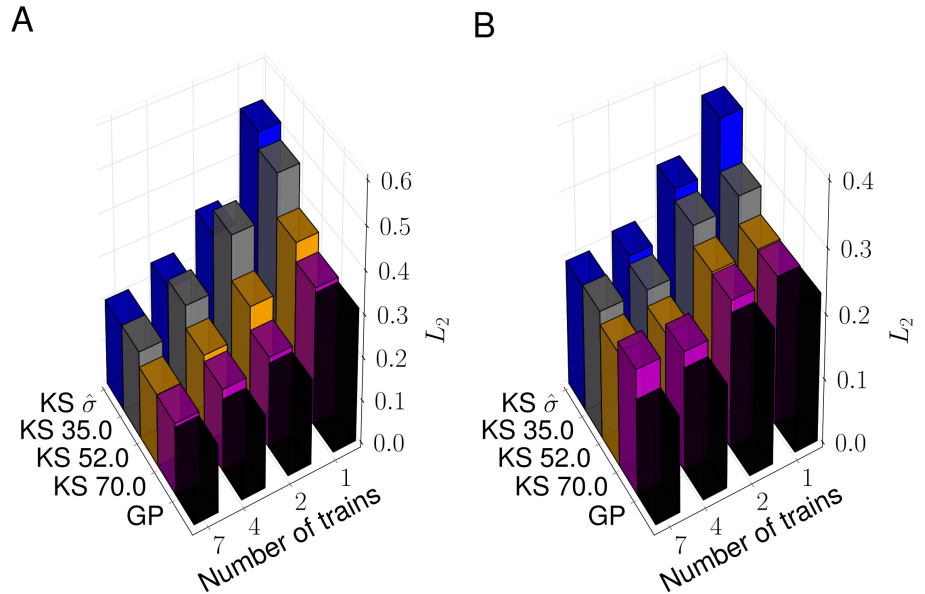 A
0.6
0.5
0.4
0.3
0.2
0.1
0.0
L2
KS σ̂
KS 35.0
KS 52.0
KS 70.0
GP
7
4
2
1
Number of trains
B
0.4
0.3
0.2
0.1
0.0
L2
KS σ̂
KS 35.0
KS 52.0
KS 70.0
GP
7
4
2
1
Number of trains